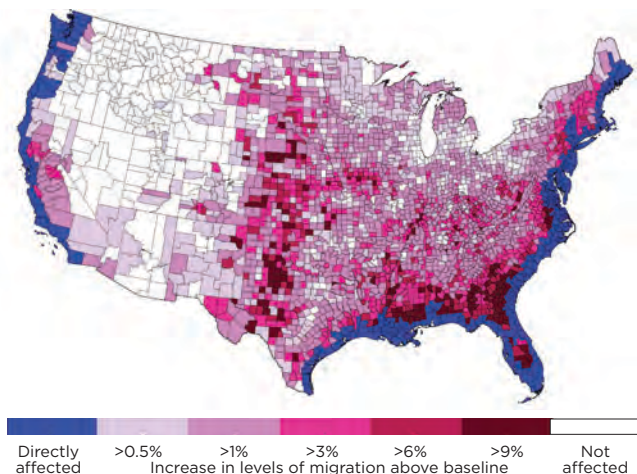 Directly affected >0.5% >1% >3% >6% >9% Not affected
Increase in levels of migration above baseline